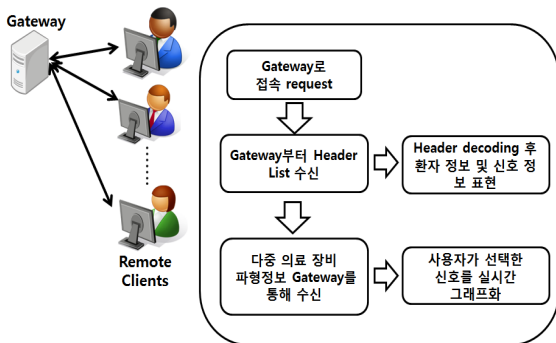 Gateway
Remote
Clients
Gateway로
접속 request
Gateway부터 Header
List 수신
Header decoding 후
환자 정보 및 신호 정
보 표현
다중 의료 장비
파형정보 Gateway를
통해 수신
사용자가 선택한
신호를 실시간
그래프화